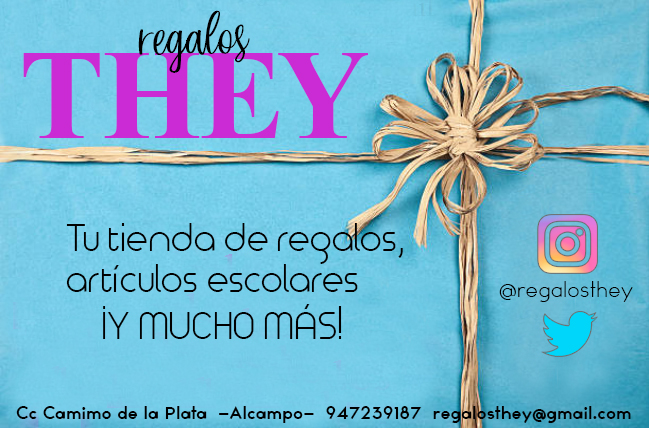 regalos
THEY
Tu tienda de regalos,
artículos escolares
¡Y MUCHO MÁS!
@regalosthey
Cc Camimo de la Plata -Alcampo- 947239187 regalosthey@gmail.com